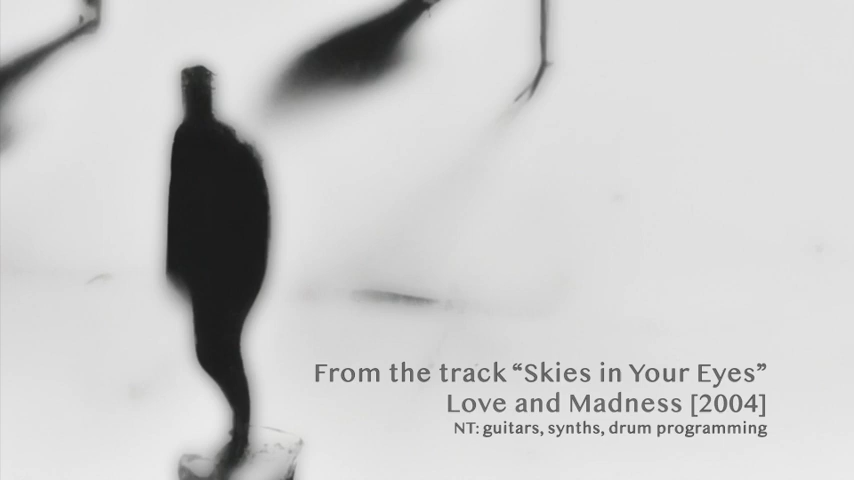 From the track “Skies in Your Eyes”
Love and Madness [2004]
NT: guitars, synths, drum programming